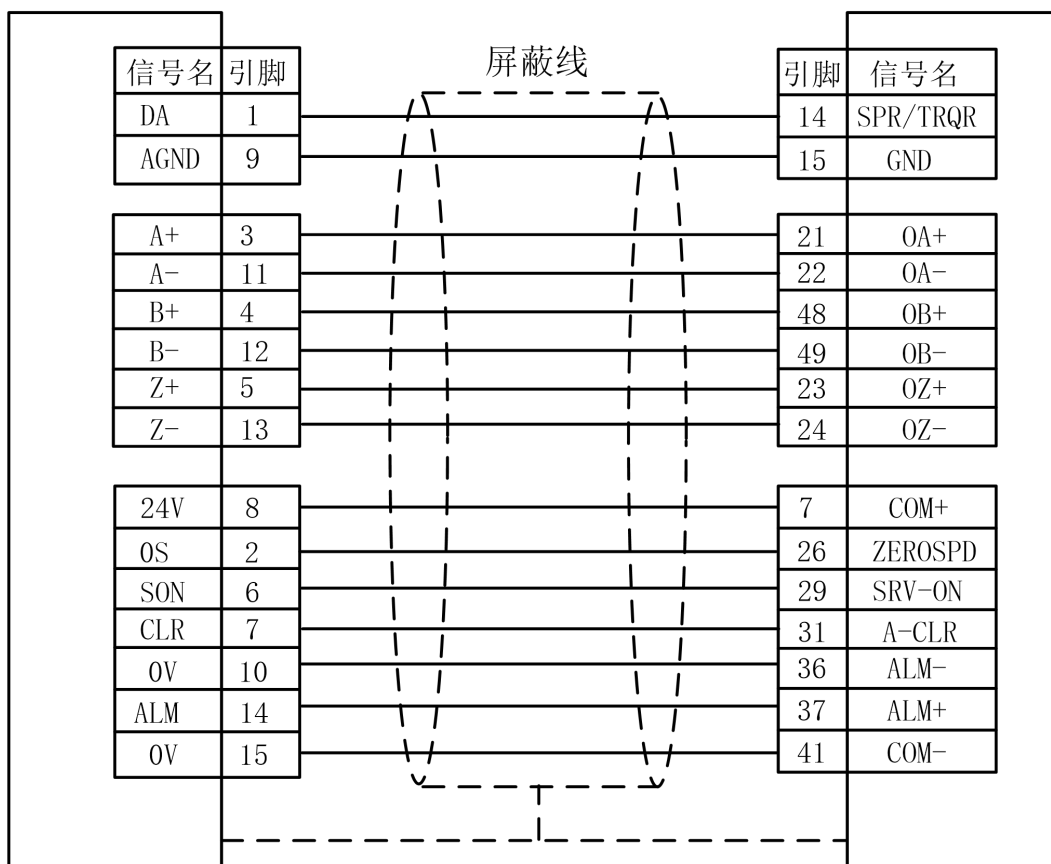 屏蔽线
信号名 引脚 引脚 信号名
DA 1 14 SPR/TRQR
AGND 9 15 GND
A+ 3 21 OA+
A- 11 22 OA-
B+ 4 48 OB+
B- 12 49 OB-
Z+ 5 23 OZ+
Z- 13 24 OZ-
24V 8 7 COM+
OS 2 26 ZEROSPD
SON 6 29 SRV-ON
CLR 7 31 A-CLR
0V 10 36 ALM-
ALM 14 37 ALM+
0V 15 41 COM-